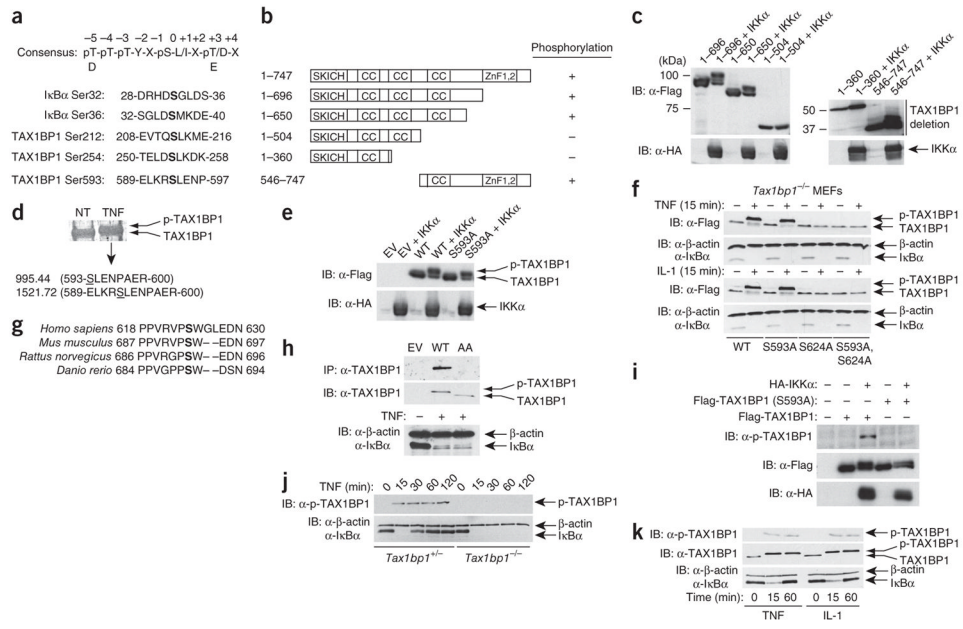 a
−5 −4 −3 −2 −1 0 +1+2 +3 +4
Consensus: pT-pT-pT-Y-X-pS-L/I-X-pT/D-X
D E
IκBα Ser32: 28-DRHDSGLDS-36
IκBα Ser36: 32-SGLDSMKDE-40
TAX1BP1 Ser212: 208-EVTQSLKME-216
TAX1BP1 Ser254: 250-TELDSLKDK-258
TAX1BP1 Ser593: 589-ELKRSLENP-597
b
Phosphorylation
1–747 SKICH CC CC CC ZnF1,2 +
1–696 SKICH CC CC CC +
1–650 SKICH CC CC CC +
1–504 SKICH CC CC −
1–360 SKICH CC −
546–747 CC ZnF1,2 +
c
1–696
1–696 + IKKα
1–650
1–650 + IKKα
1–504
1–504 + IKKα
(kDa)
100
IB: α-Flag
75
IB: α-HA
1–360
1–360 + IKKα
546–747
546–747 + IKKα
50
37
TAX1BP1
deletion
IKKα
d
NT TNF
p-TAX1BP1
TAX1BP1
995.44 (593-SLENPAER-600)
1521.72 (589-ELKRSLENPAER-600)
e
EV
EV + IKKα
WT
WT + IKKα
S593A
S593A + IKKα
IB: α-Flag
p-TAX1BP1
TAX1BP1
IB: α-HA
IKKα
f
Tax1bp1−/− MEFs
TNF (15 min): − + − + − + − +
IB: α-Flag
p-TAX1BP1
TAX1BP1
IB: α-β-actin
β-actin
α-IκBα
IκBα
IL-1 (15 min): − + − + − + − +
IB: α-Flag
p-TAX1BP1
TAX1BP1
IB: α-β-actin
β-actin
α-IκBα
IκBα
WT S593A S624A S593A,
S624A
g
Homo sapiens 618 PPVRVPSWGLEDN 630
Mus musculus 687 PPVRVPSW– –EDN 697
Rattus norvegicus 686 PPVRGPSW– –EDN 696
Danio rerio 684 PPVGPPSW– –DSN 694
h
EV WT AA
IP: α-TAX1BP1
IB: α-TAX1BP1
p-TAX1BP1
TAX1BP1
TNF: − + +
IB: α-β-actin
β-actin
α-IκBα
IκBα
i
HA-IKKα: − − + − +
Flag-TAX1BP1 (S593A): − − − + +
Flag-TAX1BP1: − + + − −
IB: α-p-TAX1BP1
IB: α-Flag
IB: α-HA
j
TNF (min): 0 15 30 60 120 0 15 30 60 120
IB: α-p-TAX1BP1
p-TAX1BP1
IB: α-β-actin
β-actin
α-IκBα
IκBα
Tax1bp1+/− Tax1bp1−/−
k
IB: α-p-TAX1BP1
p-TAX1BP1
IB: α-TAX1BP1
p-TAX1BP1
TAX1BP1
IB: α-β-actin
β-actin
α-IκBα
IκBα
Time (min): 0 15 60 0 15 60
TNF IL-1